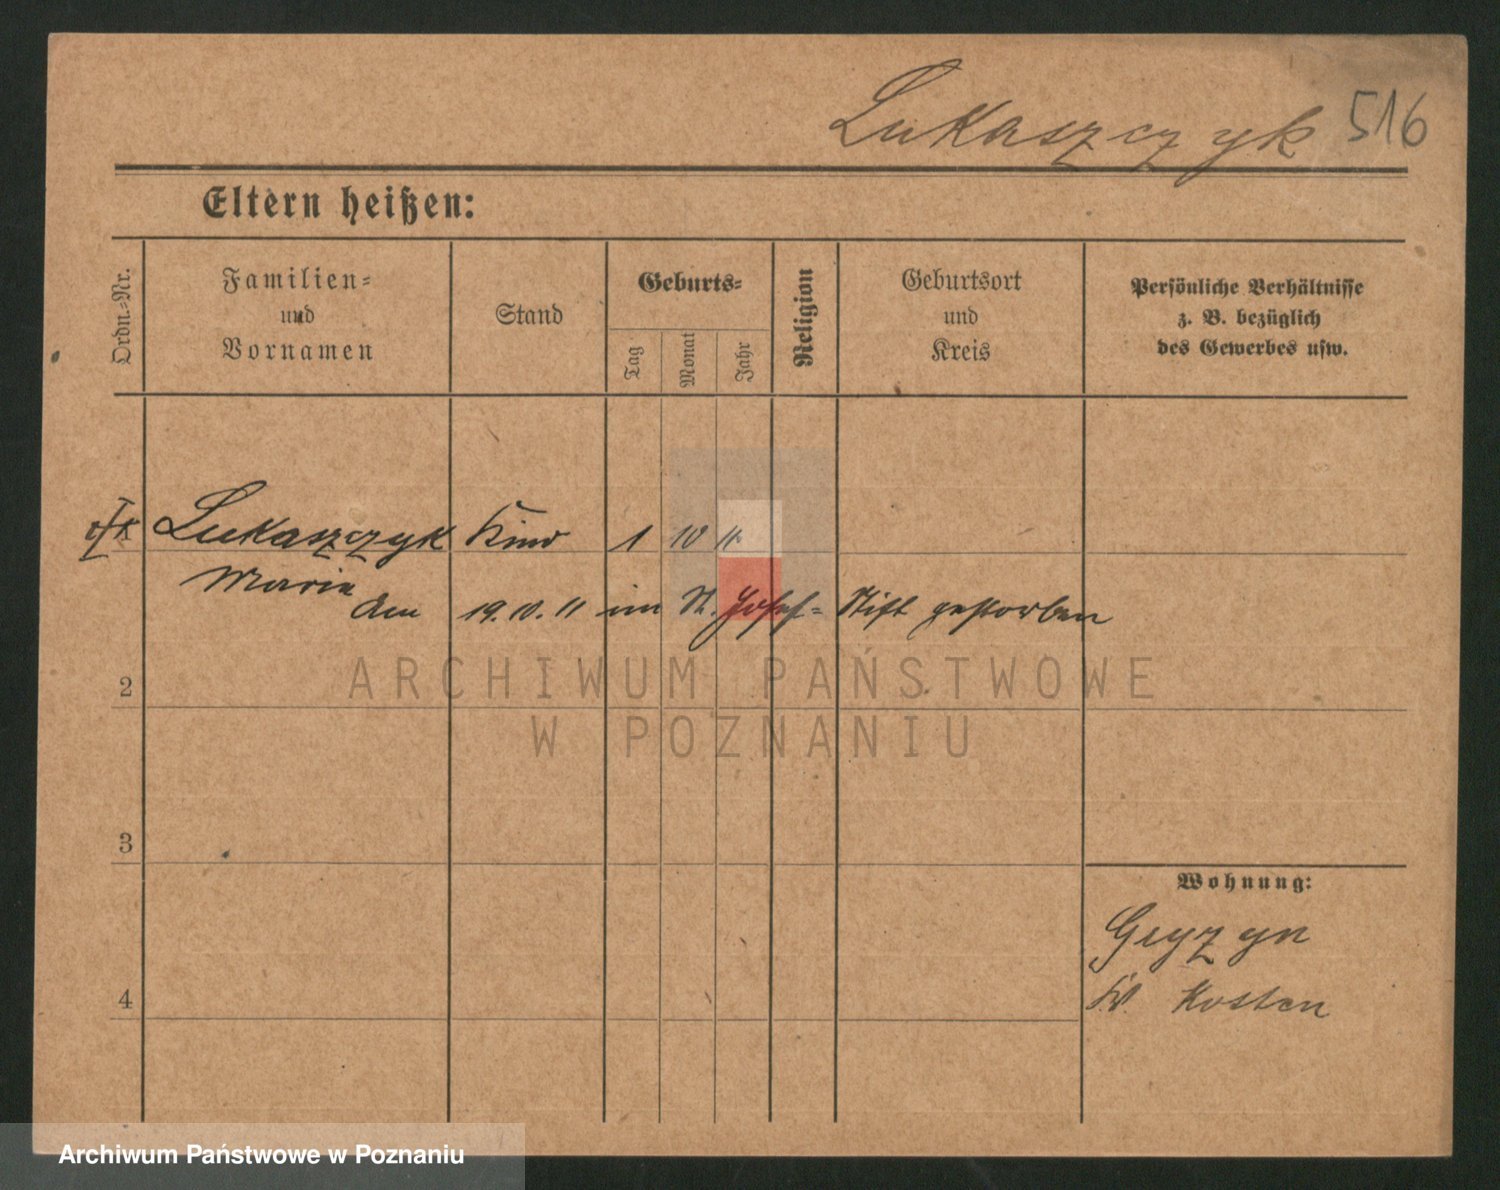 Lukaszczyk 516
Eltern heißen:
Ordn.-Nr.
Familien-
und
Vornamen
Stand
Geburts-
Tag
Monat
Jahr
Religion
Geburtsort
und
Kreis
Persönliche Verhältnisse
z. B. bezüglich
des Gewerbes usw.
Lukaszczyk Kind 1 10 11
Marie
am 19.10.11 im St. Josef- Stift gestorben
ARCHIWUM PAŃSTWOWE
W POZNANIU
2
3
4
Wohnung:
Gryzyn
Kr. Kosten
Archiwum Państwowe w Poznaniu